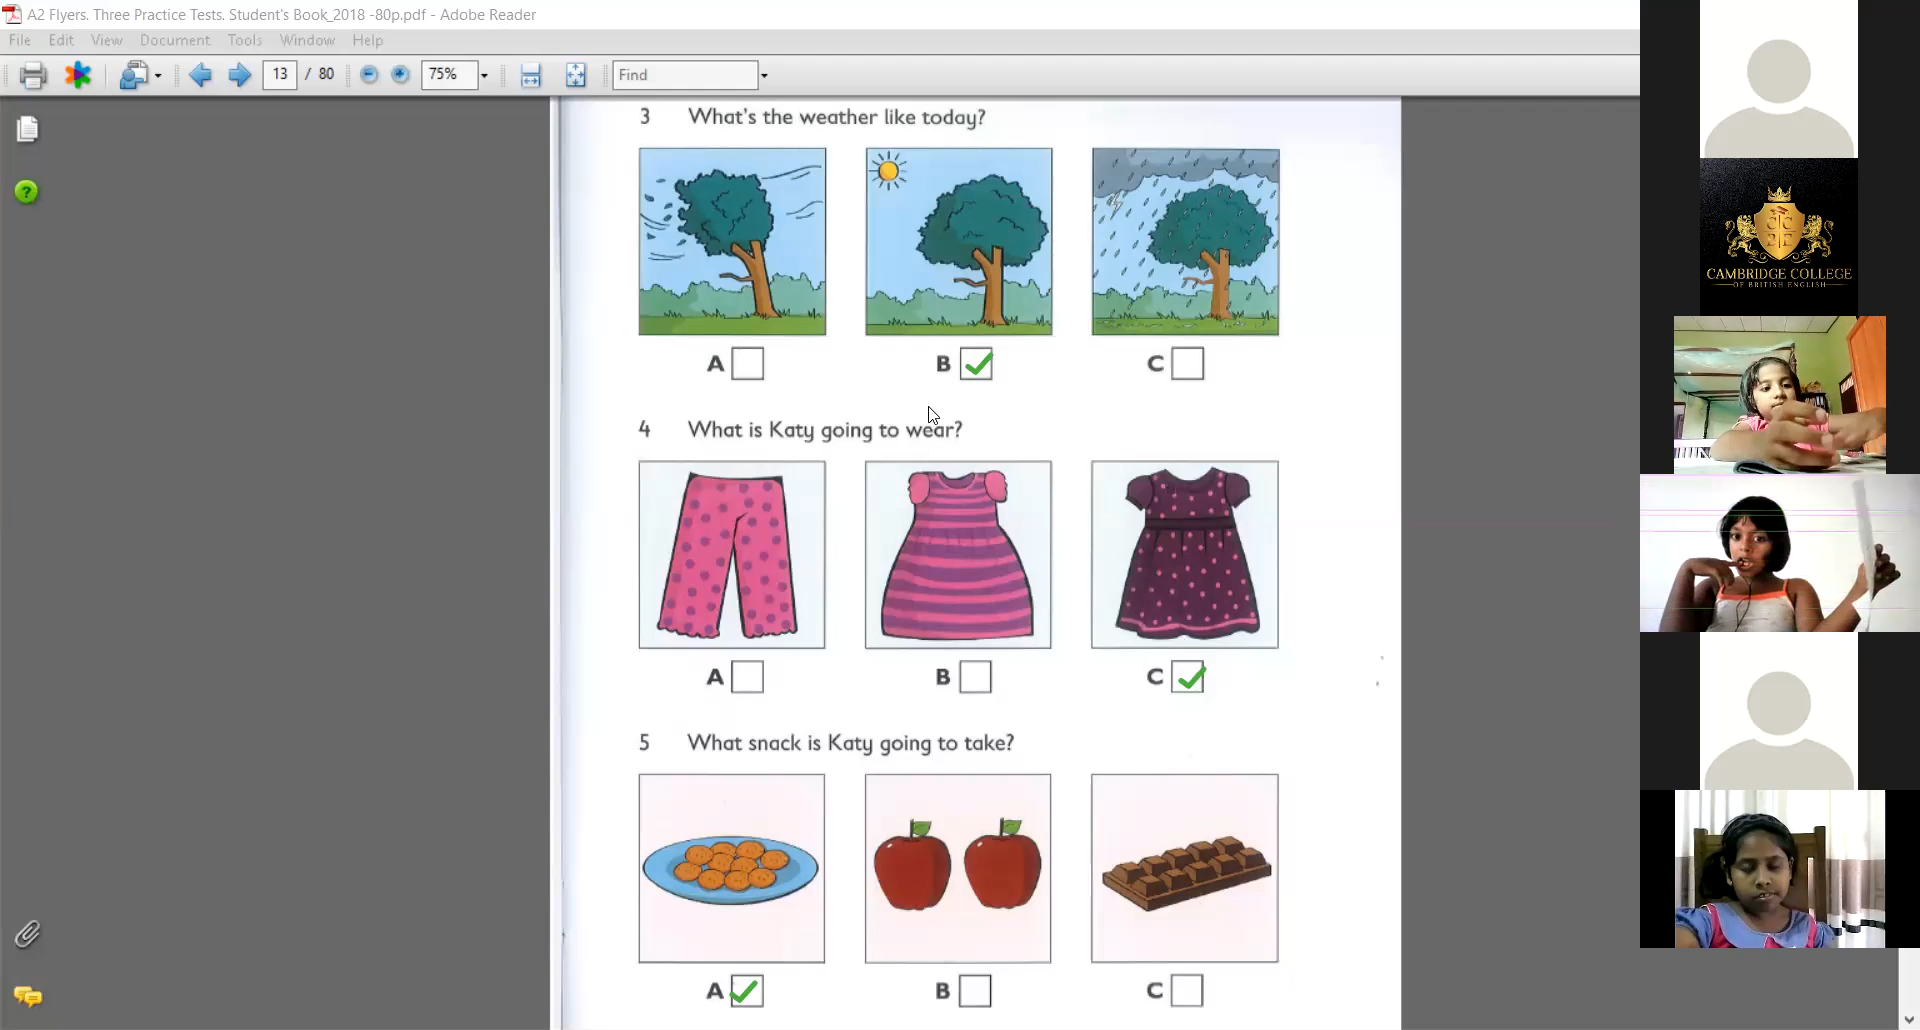 A2 Flyers. Three Practice Tests. Student's Book_2018 -80p.pdf - Adobe Reader
File Edit View Document Tools Window Help
13 / 80 75% Find
3 What's the weather like today?
A B C
4 What is Katy going to wear?
A B C
5 What snack is Katy going to take?
A B C
CC
BE
CAMBRIDGE COLLEGE
OF BRITISH ENGLISH